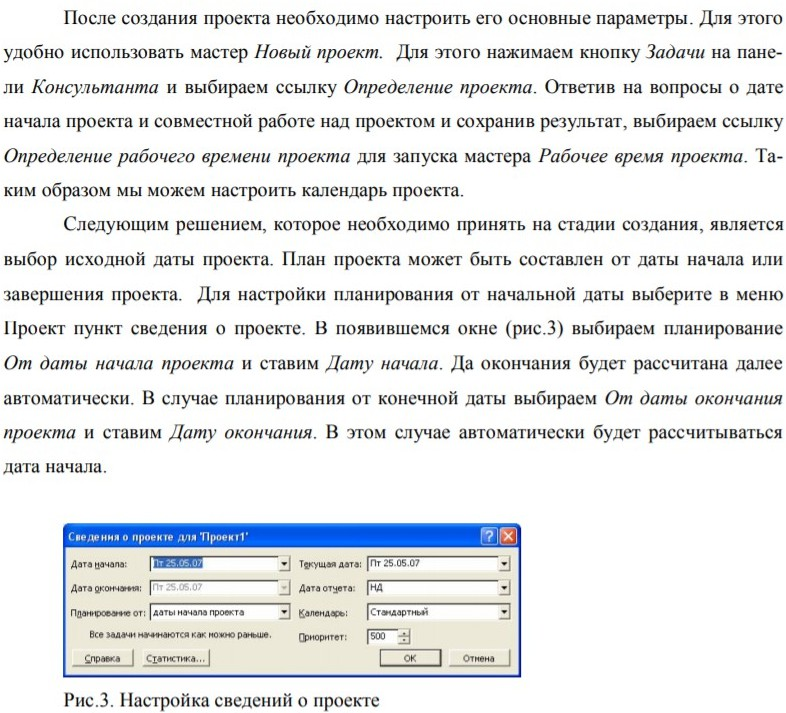 После создания проекта необходимо настроить его основные параметры. Для этого
удобно использовать мастер Новый проект. Для этого нажимаем кнопку Задачи на пане-
ли Консультанта и выбираем ссылку Определение проекта. Ответив на вопросы о дате
начала проекта и совместной работе над проектом и сохранив результат, выбираем ссылку
Определение рабочего времени проекта для запуска мастера Рабочее время проекта. Та-
ким образом мы можем настроить календарь проекта.
Следующим решением, которое необходимо принять на стадии создания, является
выбор исходной даты проекта. План проекта может быть составлен от даты начала или
завершения проекта. Для настройки планирования от начальной даты выберите в меню
Проект пункт сведения о проекте. В появившемся окне (рис.3) выбираем планирование
От даты начала проекта и ставим Дату начала. Да окончания будет рассчитана далее
автоматически. В случае планирования от конечной даты выбираем От даты окончания
проекта и ставим Дату окончания. В этом случае автоматически будет рассчитываться
дата начала.
Сведения о проекте для 'Проект1'
Дата начала: Пт 25.05.07 Текущая дата: Пт 25.05.07
Дата окончания: Пт 25.05.07 Дата отчета: НД
Планирование от: даты начала проекта Календарь: Стандартный
Все задачи начинаются как можно раньше. Приоритет: 500
Справка Статистика... ОК Отмена
Рис.3. Настройка сведений о проекте